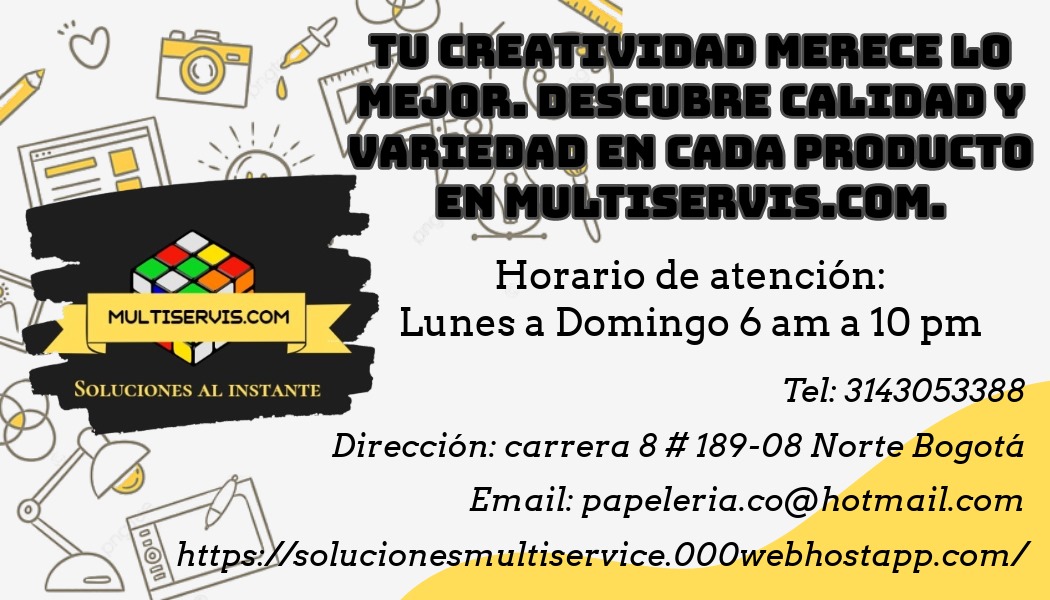 TU CREATIVIDAD MERECE LO
MEJOR. DESCUBRE CALIDAD Y
VARIEDAD EN CADA PRODUCTO
EN MULTISERVIS.COM.
MULTISERVIS.COM
Soluciones al instante
Horario de atención:
Lunes a Domingo 6 am a 10 pm
Tel: 3143053388
Dirección: carrera 8 # 189-08 Norte Bogotá
Email: papeleria.co@hotmail.com
https://solucionesmultiservice.000webhostapp.com/